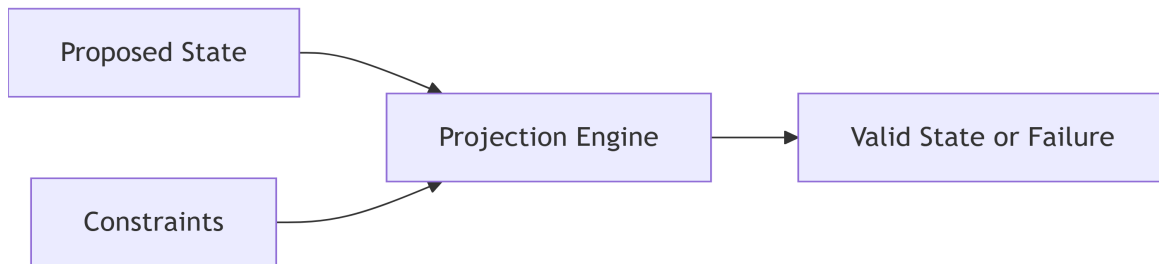 Proposed State
Projection Engine
Valid State or Failure
Constraints